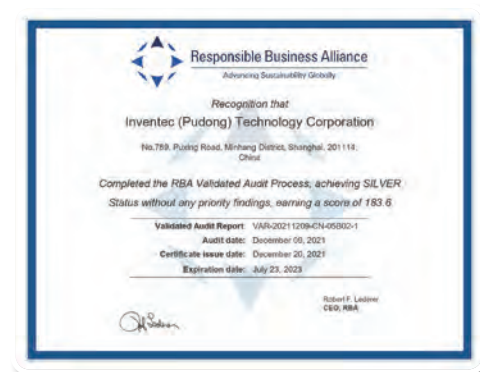 Responsible Business Alliance
Advancing Sustainability Globally
Recognition that
Inventec (Pudong) Technology Corporation
No.789, Puxing Road, Minhang District, Shanghai, 201114,
China
Completed the RBA Validated Audit Process, achieving SILVER
Status without any priority findings, earning a score of 183.6
Validated Audit Report: VAR-20211209-CN-05B02-1
Audit date: December 09, 2021
Certificate issue date: December 20, 2021
Expiration date: July 23, 2023
Robert F. Lederer
CEO, RBA